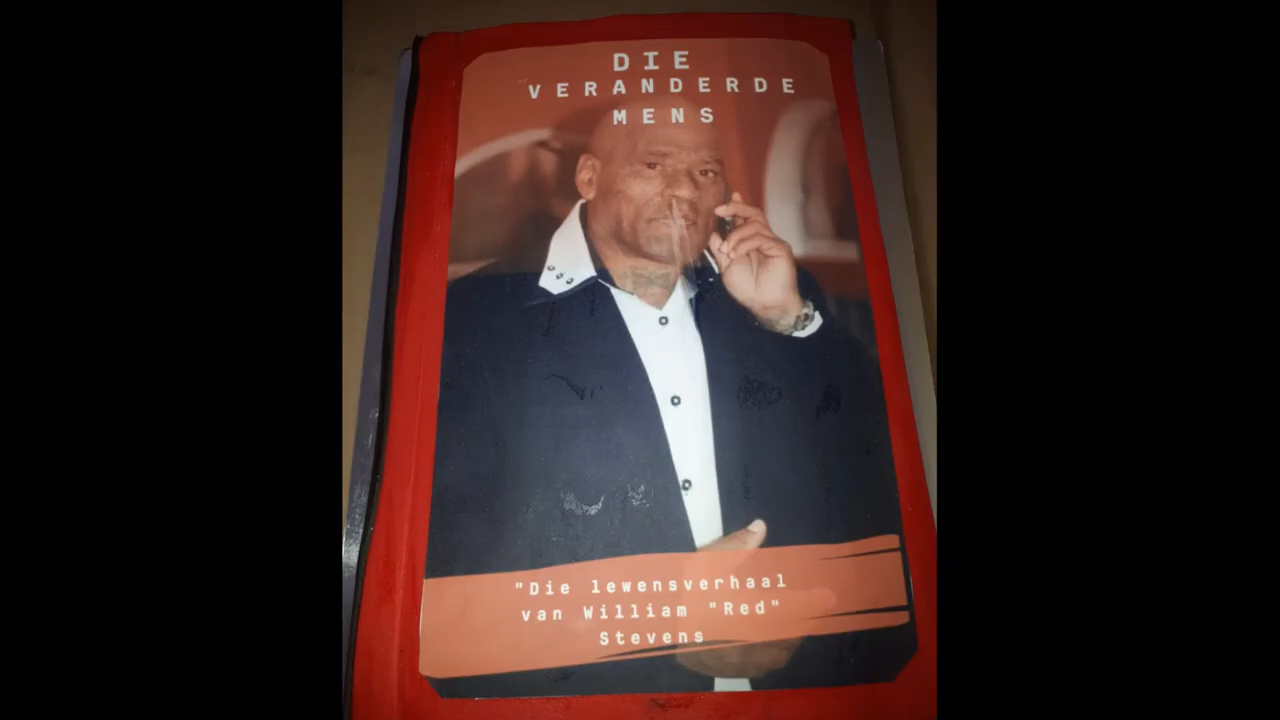 DIE
VERANDERDE
MENS
"Die lewensverhaal
van William "Red"
Stevens